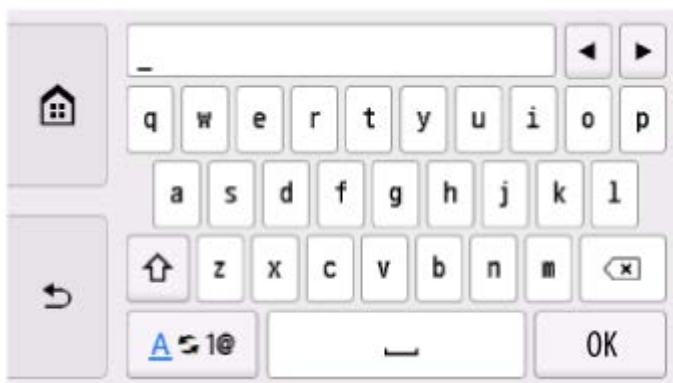 _
q w e r t y u i o p
a s d f g h j k l
z x c v b n m
A 1@ OK